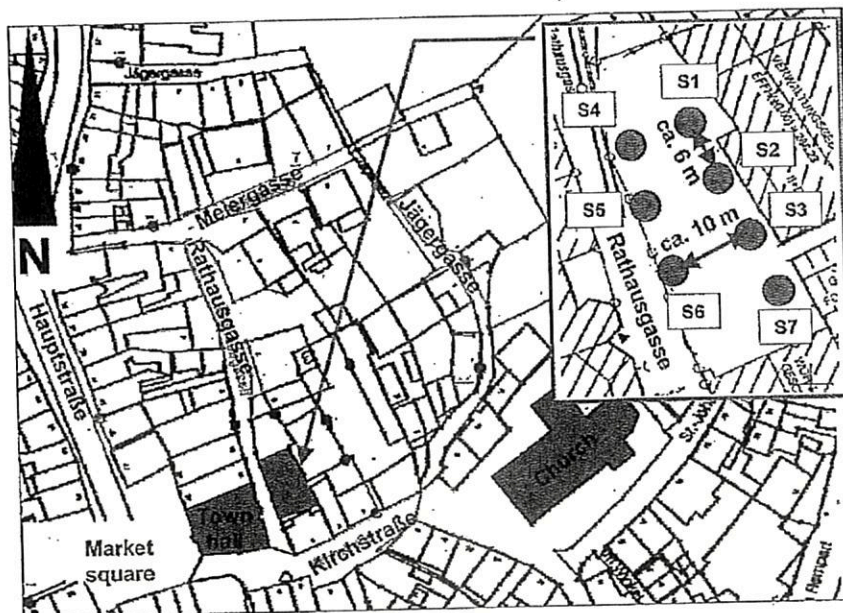 Jägergasse
Meiergasse
Jägergasse
Rathausgasse
Hauptstraße
N
Town
hall
Market
square
Kirchstraße
Church
Rempart
S1
S4
ca. 6 m
S2
S5
S3
ca. 10 m
Rathausgasse
S6
S7